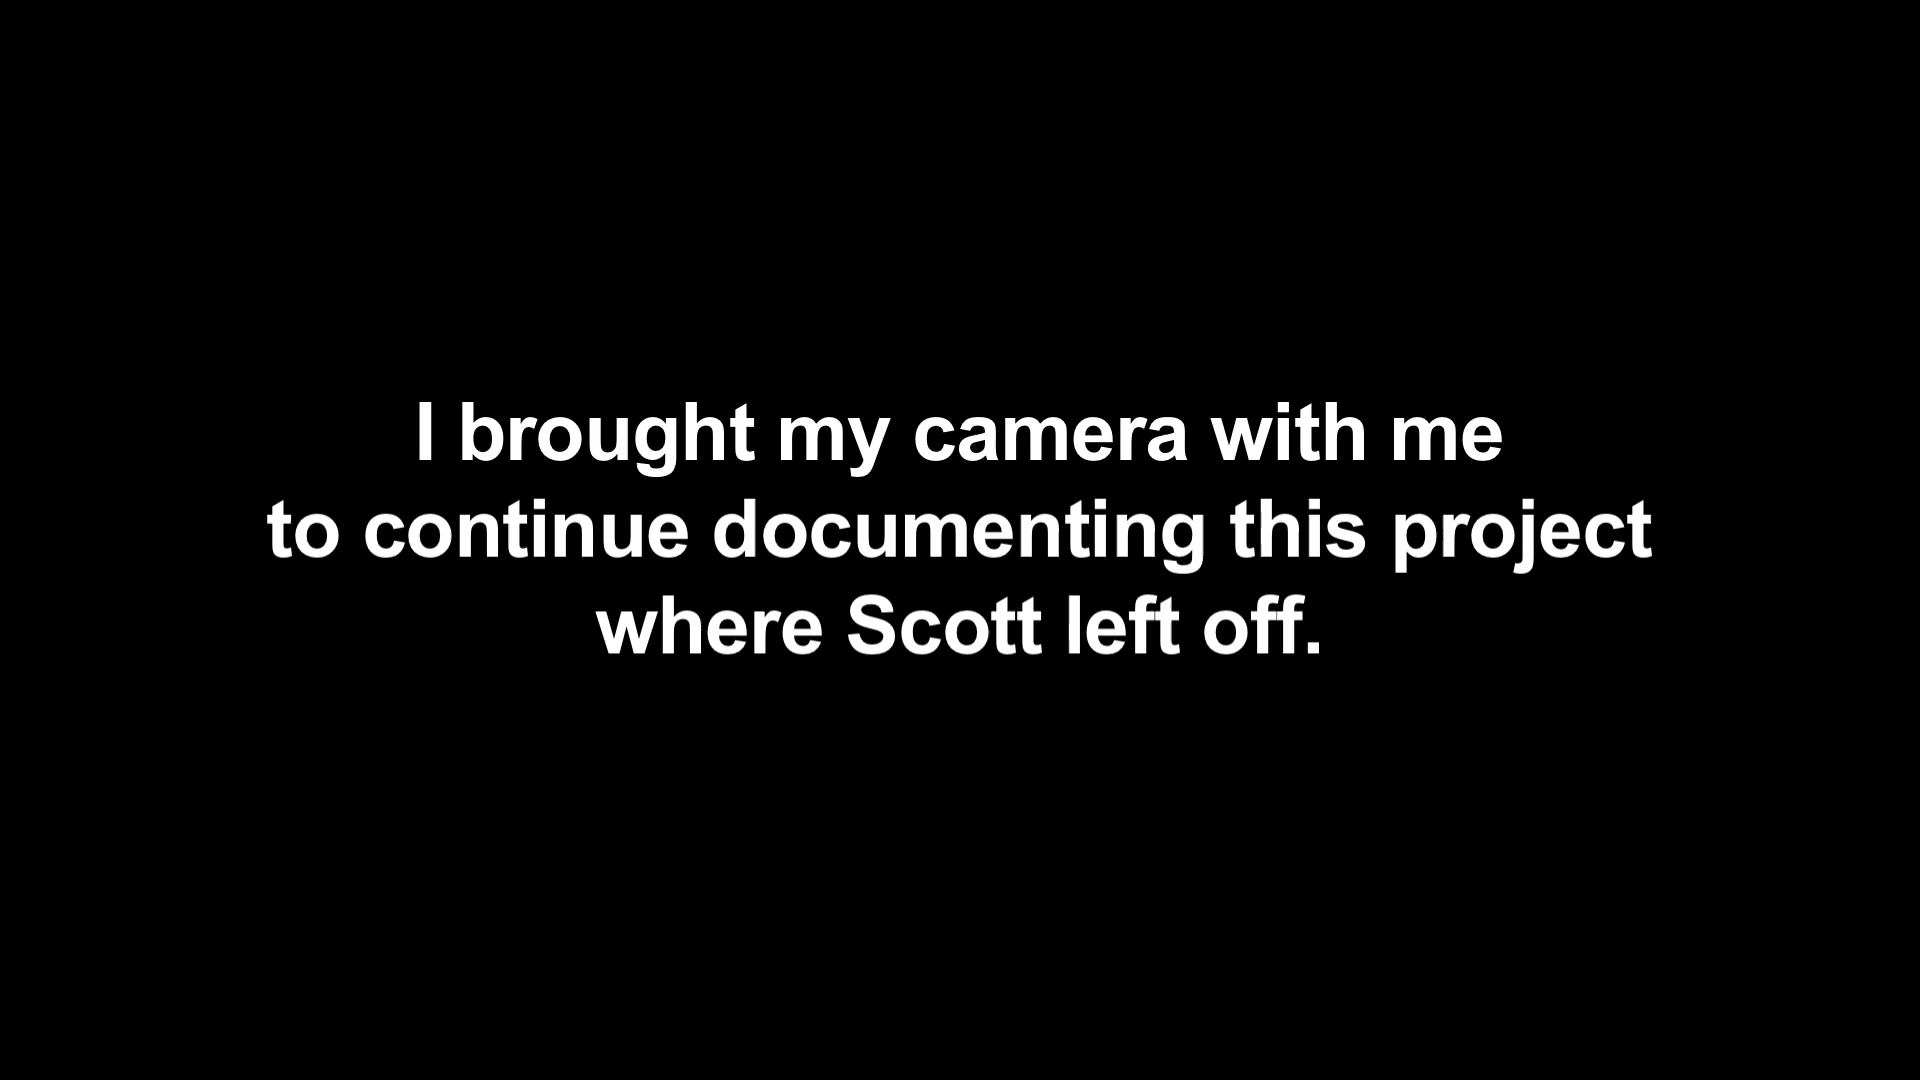 I brought my camera with me
to continue documenting this project
where Scott left off.